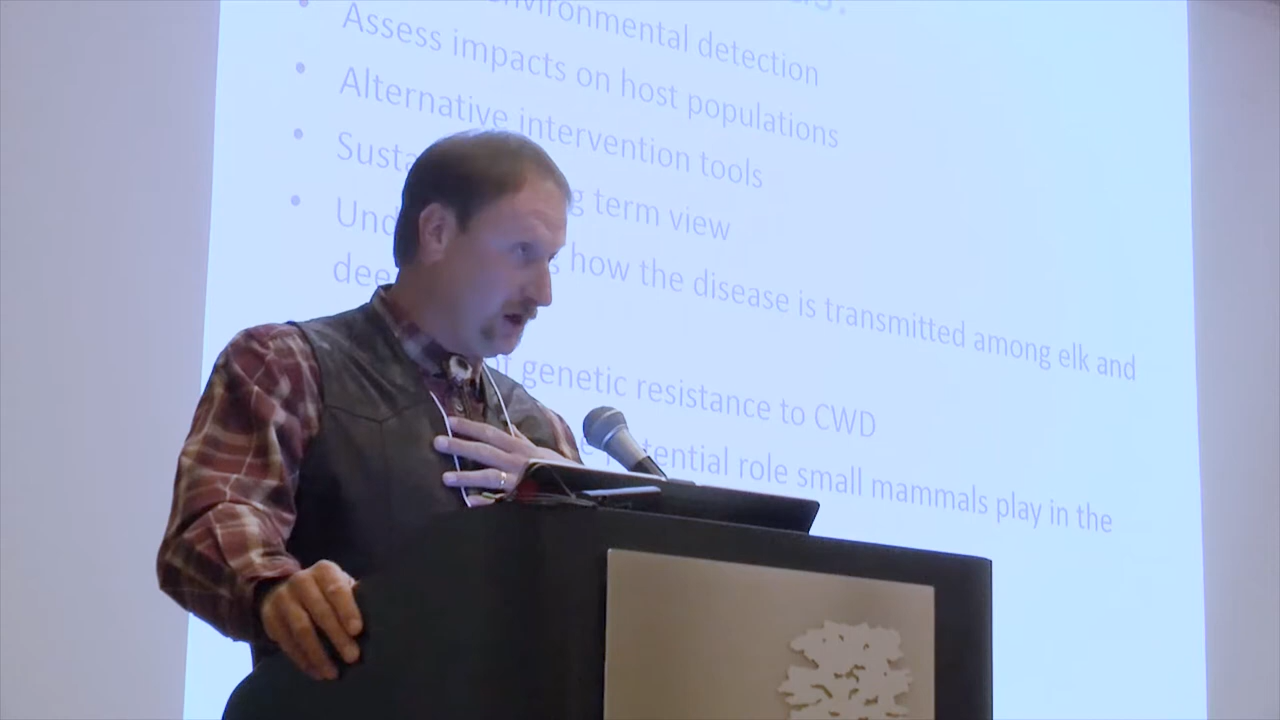 environmental detection
• Assess impacts on host populations
• Alternative intervention tools
• term view
• how the disease is transmitted among elk and
genetic resistance to CWD
potential role small mammals play in the